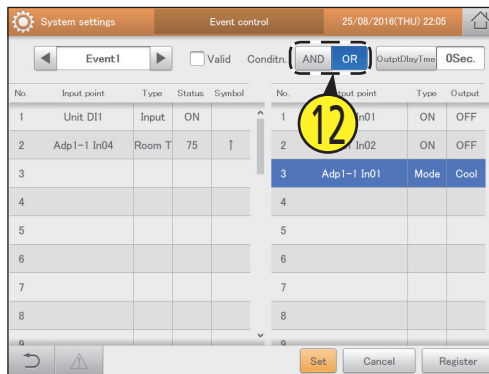 System settings Event control 25/08/2016(THU) 22:05
Event1 Valid Conditn. AND OR OutptDlayTme 0Sec.
No. Input point Type Status Symbol No. tput point Type Output
1 Unit DI1 Input ON 1 In01 ON OFF
2 Adp1-1 In04 Room T 75 ↑ 2 In02 ON OFF
3 3 Adp1-1 In01 Mode Cool
4 4
5 5
6 6
7 7
8 8
9 9
12
Set Cancel Register